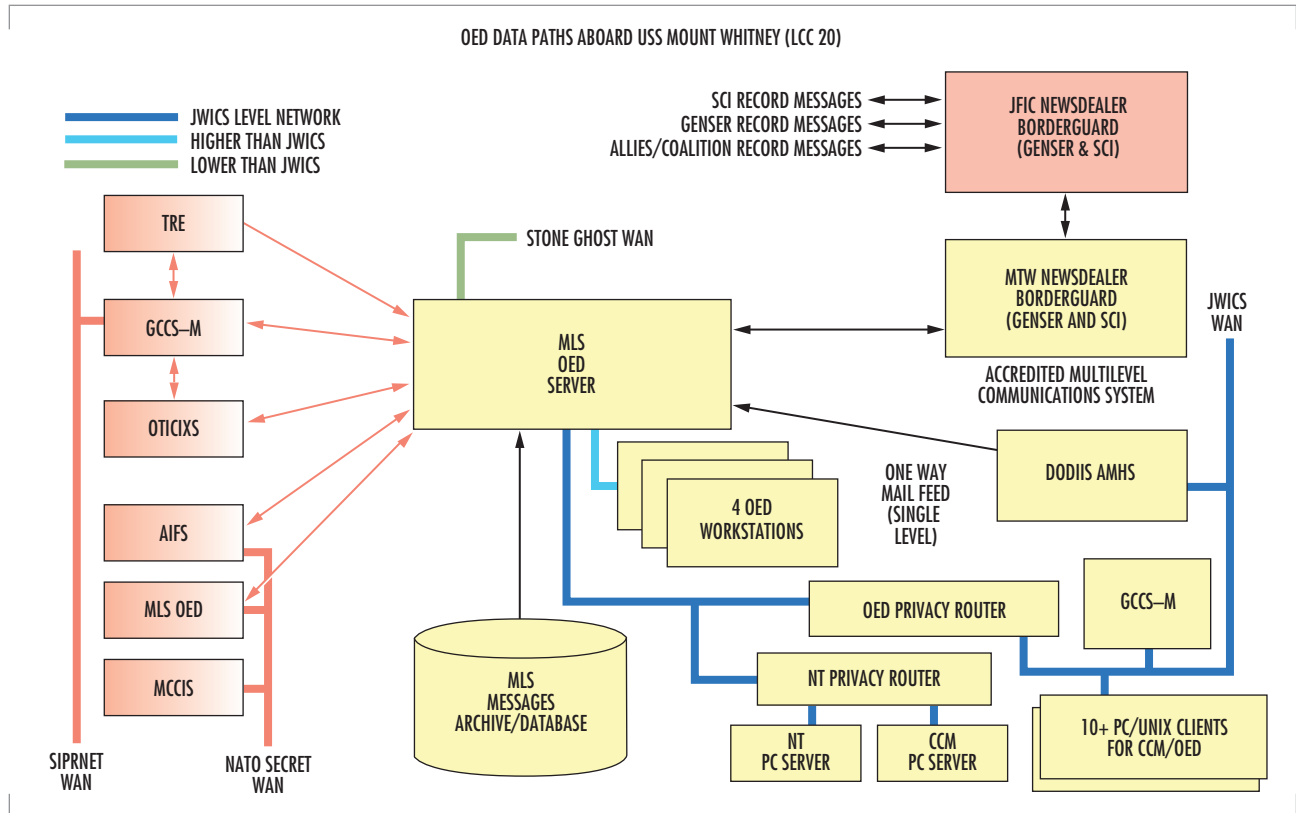 OED DATA PATHS ABOARD USS MOUNT WHITNEY (LCC 20)
JWICS LEVEL NETWORK
HIGHER THAN JWICS
LOWER THAN JWICS
SCI RECORD MESSAGES
GENSER RECORD MESSAGES
ALLIES/COALITION RECORD MESSAGES
JFIC NEWSDEALER
BORDERGUARD
(GENSER & SCI)
TRE
GCCS–M
OTICIXS
AIFS
MLS OED
MCCIS
SIPRNET
WAN
NATO SECRET
WAN
STONE GHOST WAN
MLS
OED
SERVER
MTW NEWSDEALER
BORDERGUARD
(GENSER AND SCI)
JWICS
WAN
ACCREDITED MULTILEVEL
COMMUNICATIONS SYSTEM
4 OED
WORKSTATIONS
ONE WAY
MAIL FEED
(SINGLE
LEVEL)
DODIIS AMHS
OED PRIVACY ROUTER
GCCS–M
MLS
MESSAGES
ARCHIVE/DATABASE
NT PRIVACY ROUTER
NT
PC SERVER
CCM
PC SERVER
10+ PC/UNIX CLIENTS
FOR CCM/OED